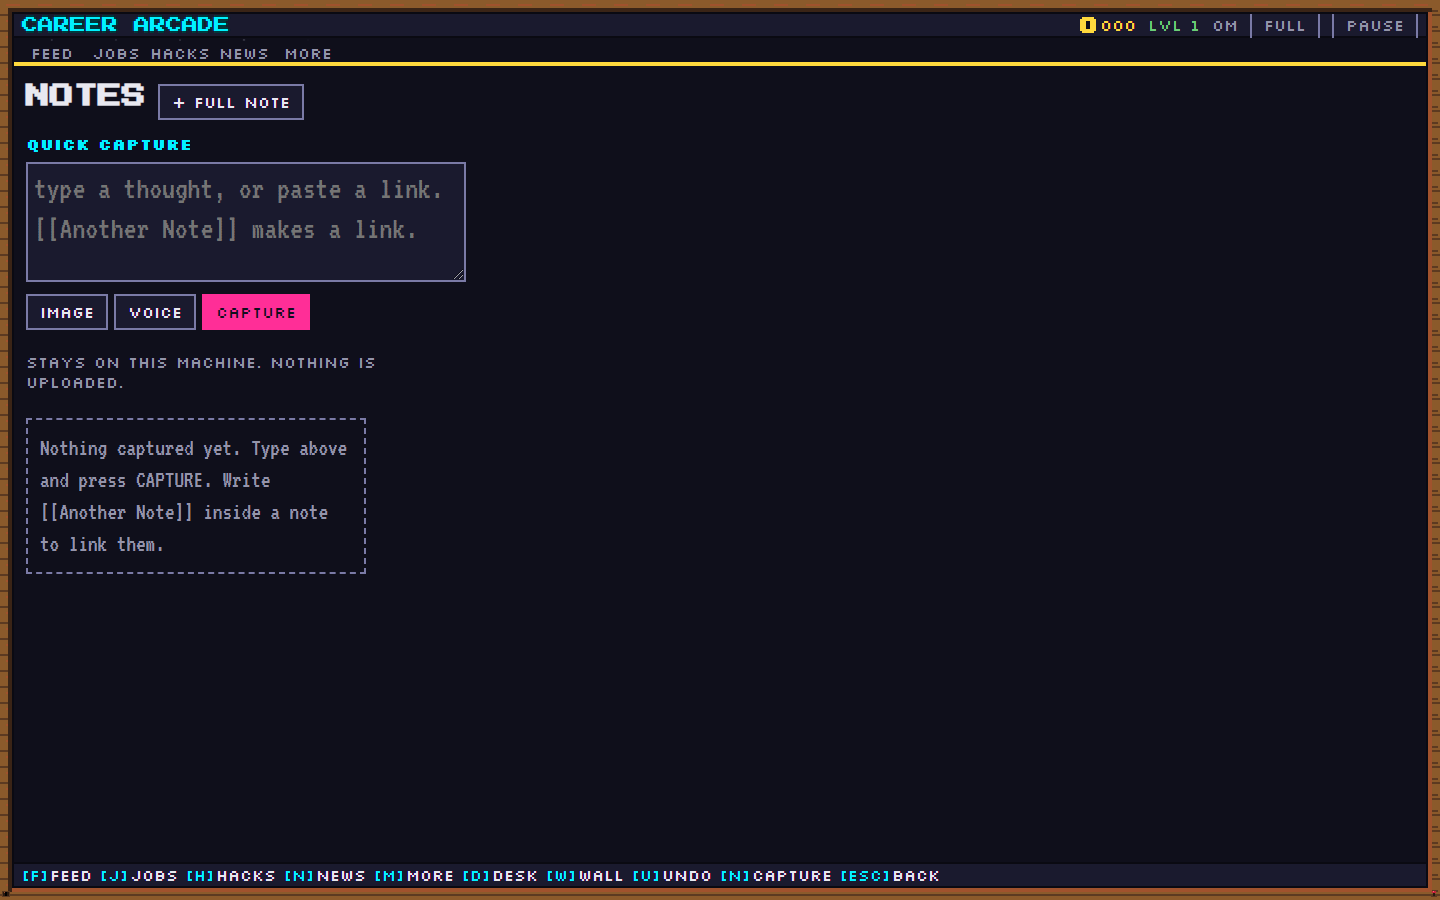 CAREER ARCADE
000 LVL 1 0M FULL PAUSE
FEED JOBS HACKS NEWS MORE
NOTES + FULL NOTE
QUICK CAPTURE
type a thought, or paste a link.
[[Another Note]] makes a link.
IMAGE VOICE CAPTURE
STAYS ON THIS MACHINE. NOTHING IS
UPLOADED.
Nothing captured yet. Type above
and press CAPTURE. Write
[[Another Note]] inside a note
to link them.
[F]FEED [J]JOBS [H]HACKS [N]NEWS [M]MORE [D]DESK [W]WALL [U]UNDO [N]CAPTURE [ESC]BACK